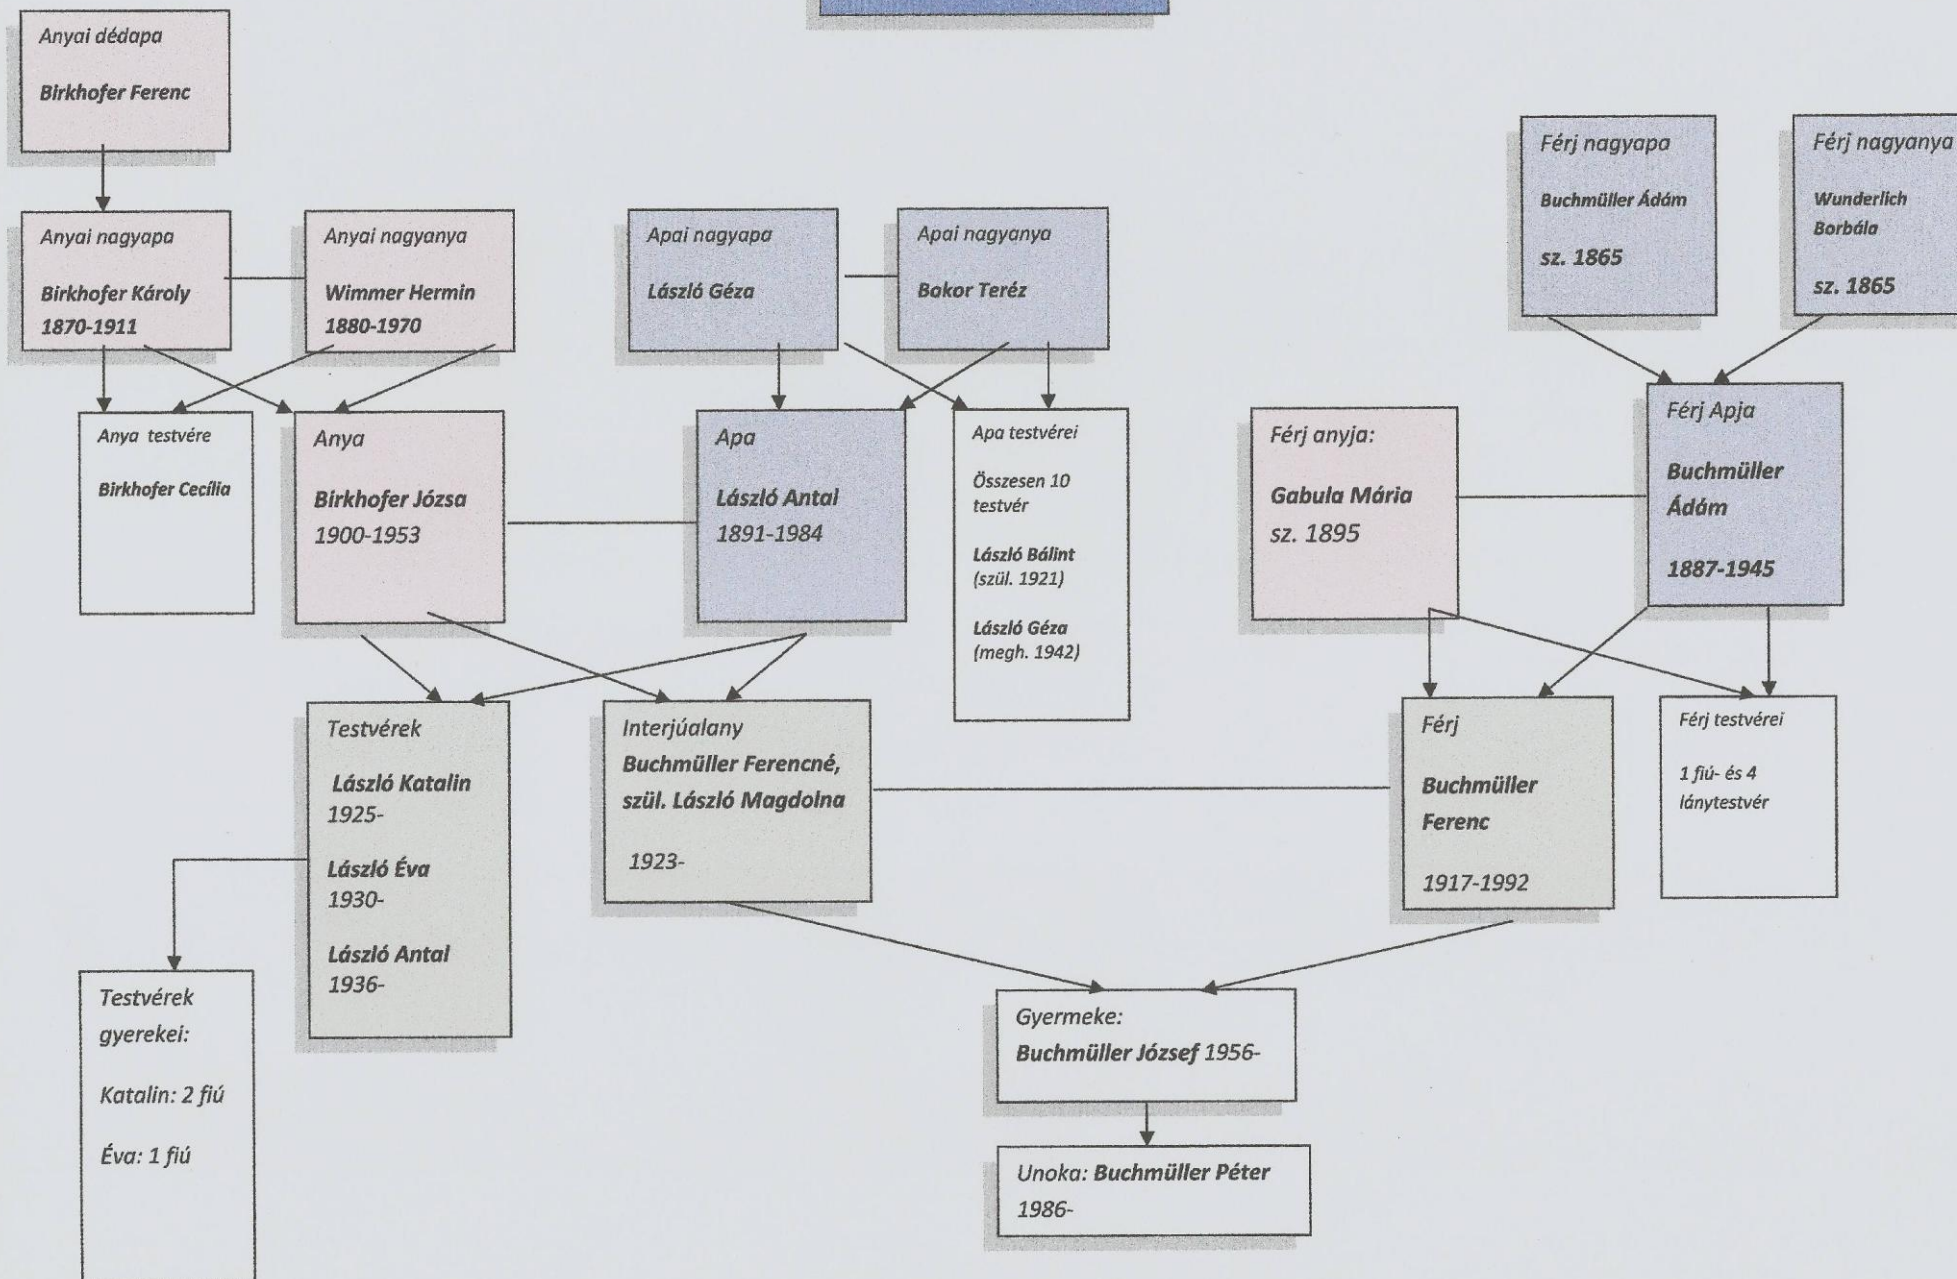 Anyai dédapa
Birkhofer Ferenc
Anyai nagyapa
Birkhofer Károly
1870-1911
Anyai nagyanya
Wimmer Hermin
1880-1970
Apai nagyapa
László Géza
Apai nagyanya
Bokor Teréz
Férj nagyapa
Buchmüller Ádám
sz. 1865
Férj nagyanya
Wunderlich
Borbála
sz. 1865
Anya testvére
Birkhofer Cecília
Anya
Birkhofer Józsa
1900-1953
Apa
László Antal
1891-1984
Apa testvérei
Összesen 10
testvér
László Bálint
(szül. 1921)
László Géza
(megh. 1942)
Férj anyja:
Gabula Mária
sz. 1895
Férj Apja
Buchmüller
Ádám
1887-1945
Testvérek
László Katalin
1925-
László Éva
1930-
László Antal
1936-
Interjúalany
Buchmüller Ferencné,
szül. László Magdolna
1923-
Férj
Buchmüller
Ferenc
1917-1992
Férj testvérei
1 fiú- és 4
lánytestvér
Testvérek
gyerekei:
Katalin: 2 fiú
Éva: 1 fiú
Gyermeke:
Buchmüller József 1956-
Unoka: Buchmüller Péter
1986-